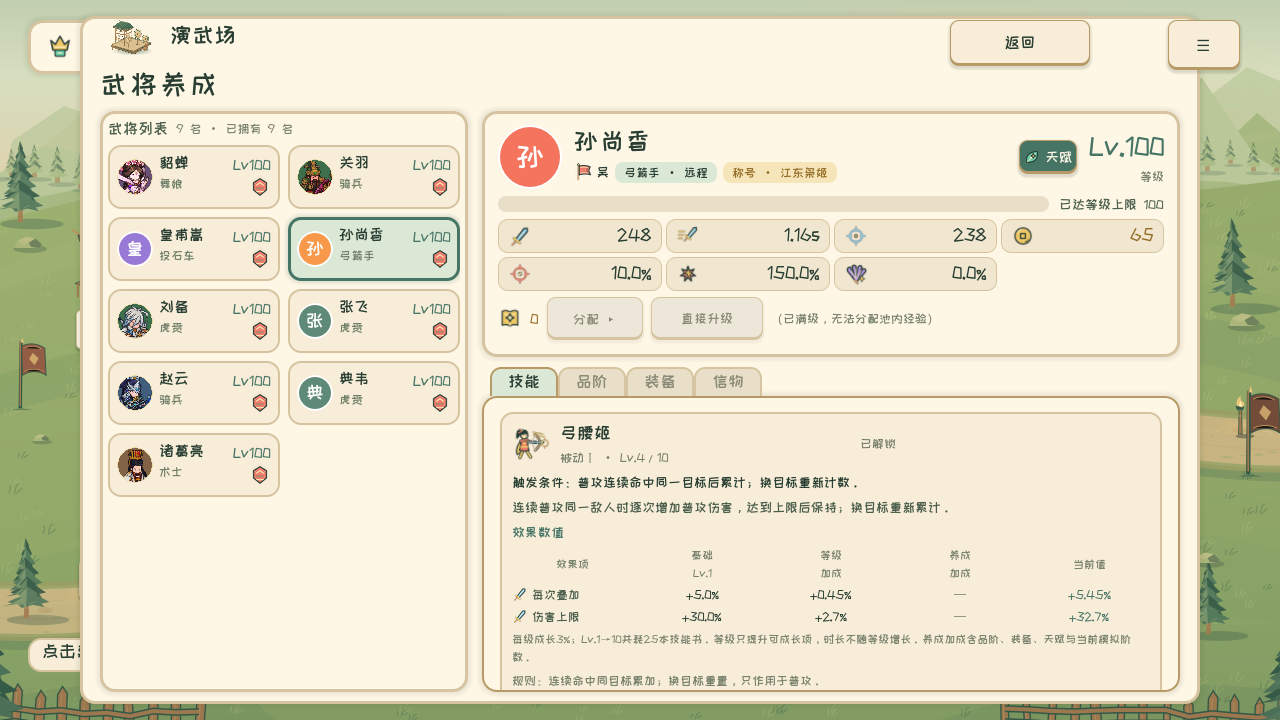 演武场
返回
☰
武将养成
武将列表 9 名 · 已拥有 9 名
貂蝉 Lv100
舞娘
关羽 Lv100
骑兵
皇 皇甫嵩 Lv100
投石车
孙 孙尚香 Lv100
弓箭手
刘备 Lv100
虎贲
张 张飞 Lv100
虎贲
赵云 Lv100
骑兵
典 典韦 Lv100
虎贲
诸葛亮 Lv100
术士
孙 孙尚香
吴 弓箭手 · 远程 称号 · 江东枭姬
天赋 Lv.100
等级
已达等级上限 100
248 1.165 238 65
10.0% 150.0% 0.0%
0 分配 ▸ 直接升级 (已满级，无法分配池内经验)
技能 品阶 装备 信物
弓腰姬
被动Ⅰ · Lv.4 / 10
已解锁
触发条件：普攻连续命中同一目标后累计；换目标重新计数。
连续普攻同一敌人时逐次增加普攻伤害，达到上限后保持；换目标重新累计。
效果数值
效果项 基础 Lv.1 等级 加成 养成 加成 当前值
每次叠加 +5.0% +0.45% — +5.45%
伤害上限 +30.0% +2.7% — +32.7%
每级成长3%；Lv.1→10共耗25本技能书。等级只提升可成长项，时长不随等级增长。养成加成含品阶、装备、天赋与当前模拟阶
数。
规则：连续命中同目标累加；换目标重置，只作用于普攻。
点击